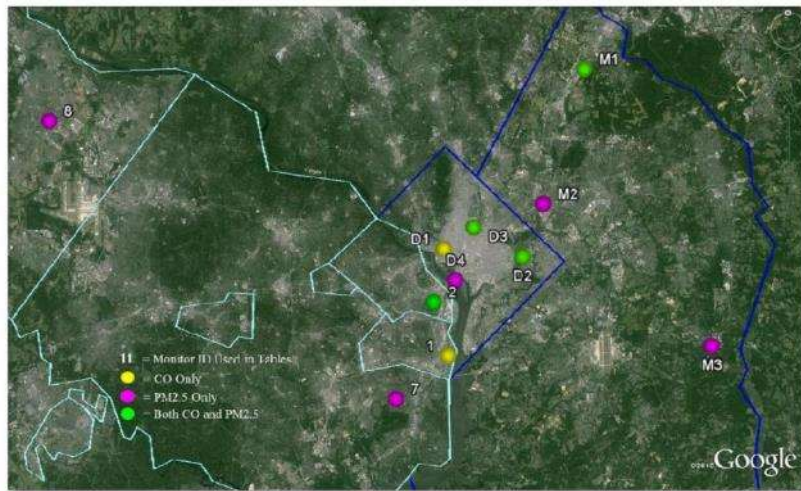 M1
6
M2
D3
D1
D4
D2
2
1
M3
7
11 = Monitor ID Used in Tables
= CO Only
= PM2.5 Only
= Both CO and PM2.5
Google